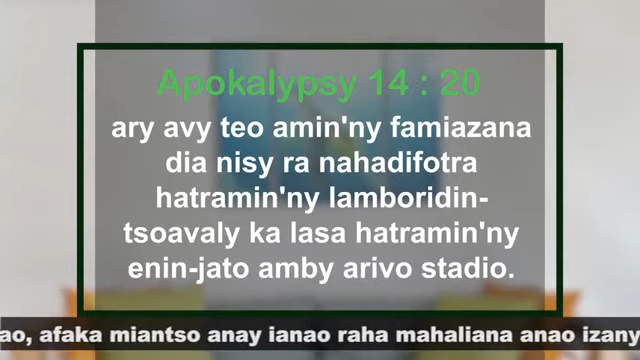 Apokalypsy 14 : 20
ary avy teo amin'ny famiazana
dia nisy ra nahadifotra
hatramin'ny lamboridin-
tsoavaly ka lasa hatramin'ny
enin-jato amby arivo stadio.
ao, afaka miantso anay ianao raha mahaliana anao izany